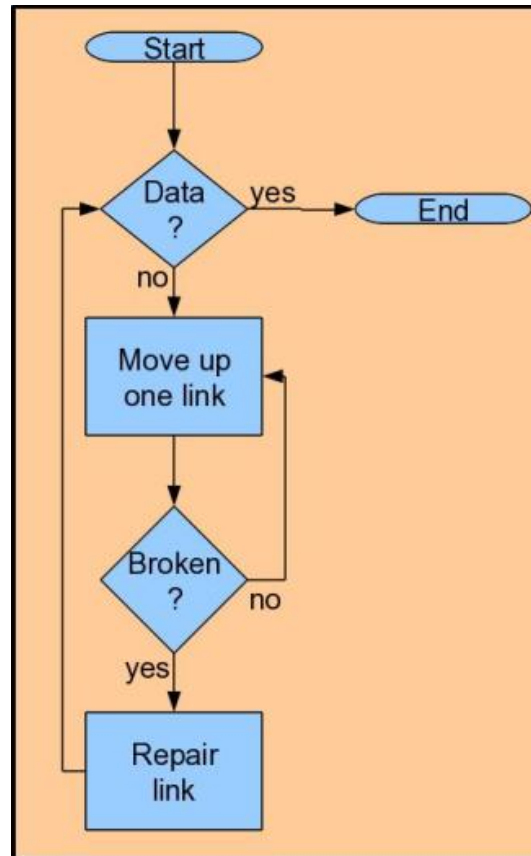 Start
Data
?
yes
End
no
Move up
one link
Broken
?
no
yes
Repair
link